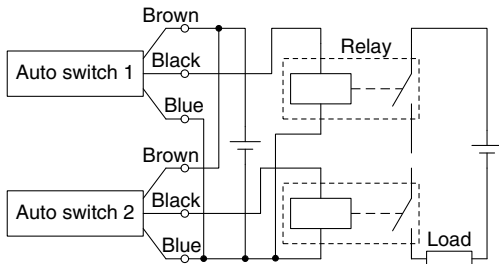 Brown
Relay
Auto switch 1
Black
Blue
Brown
Auto switch 2
Black
Blue
Load